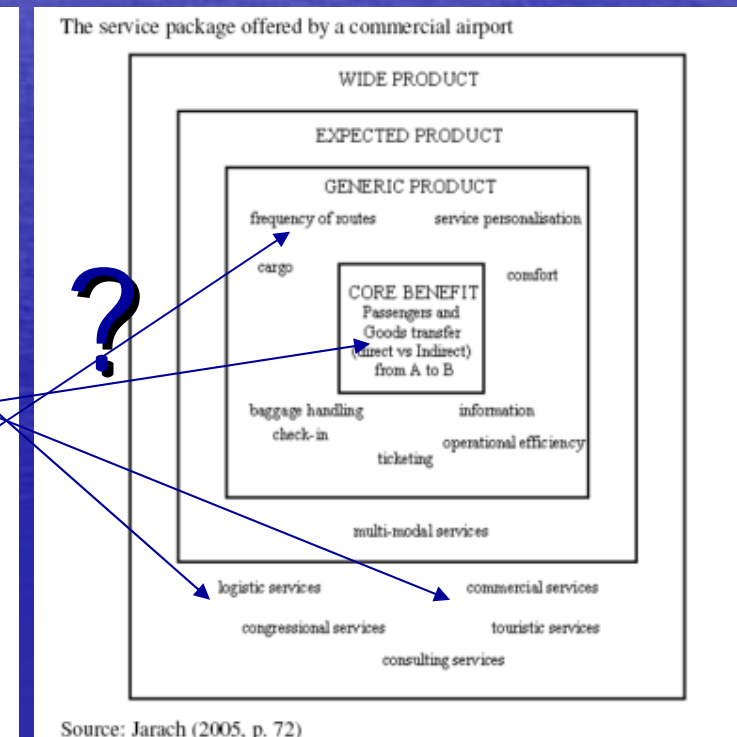 The service package offered by a commercial airport
WIDE PRODUCT
EXPECTED PRODUCT
GENERIC PRODUCT
frequency of routes service personalisation
?
cargo comfort
CORE BENEFIT
Passengers and
Goods transfer
(direct vs Indirect)
from A to B
baggage handling information
check-in operational efficiency
ticketing
multi-modal services
logistic services commercial services
congressional services touristic services
consulting services
Source: Jarach (2005, p. 72)